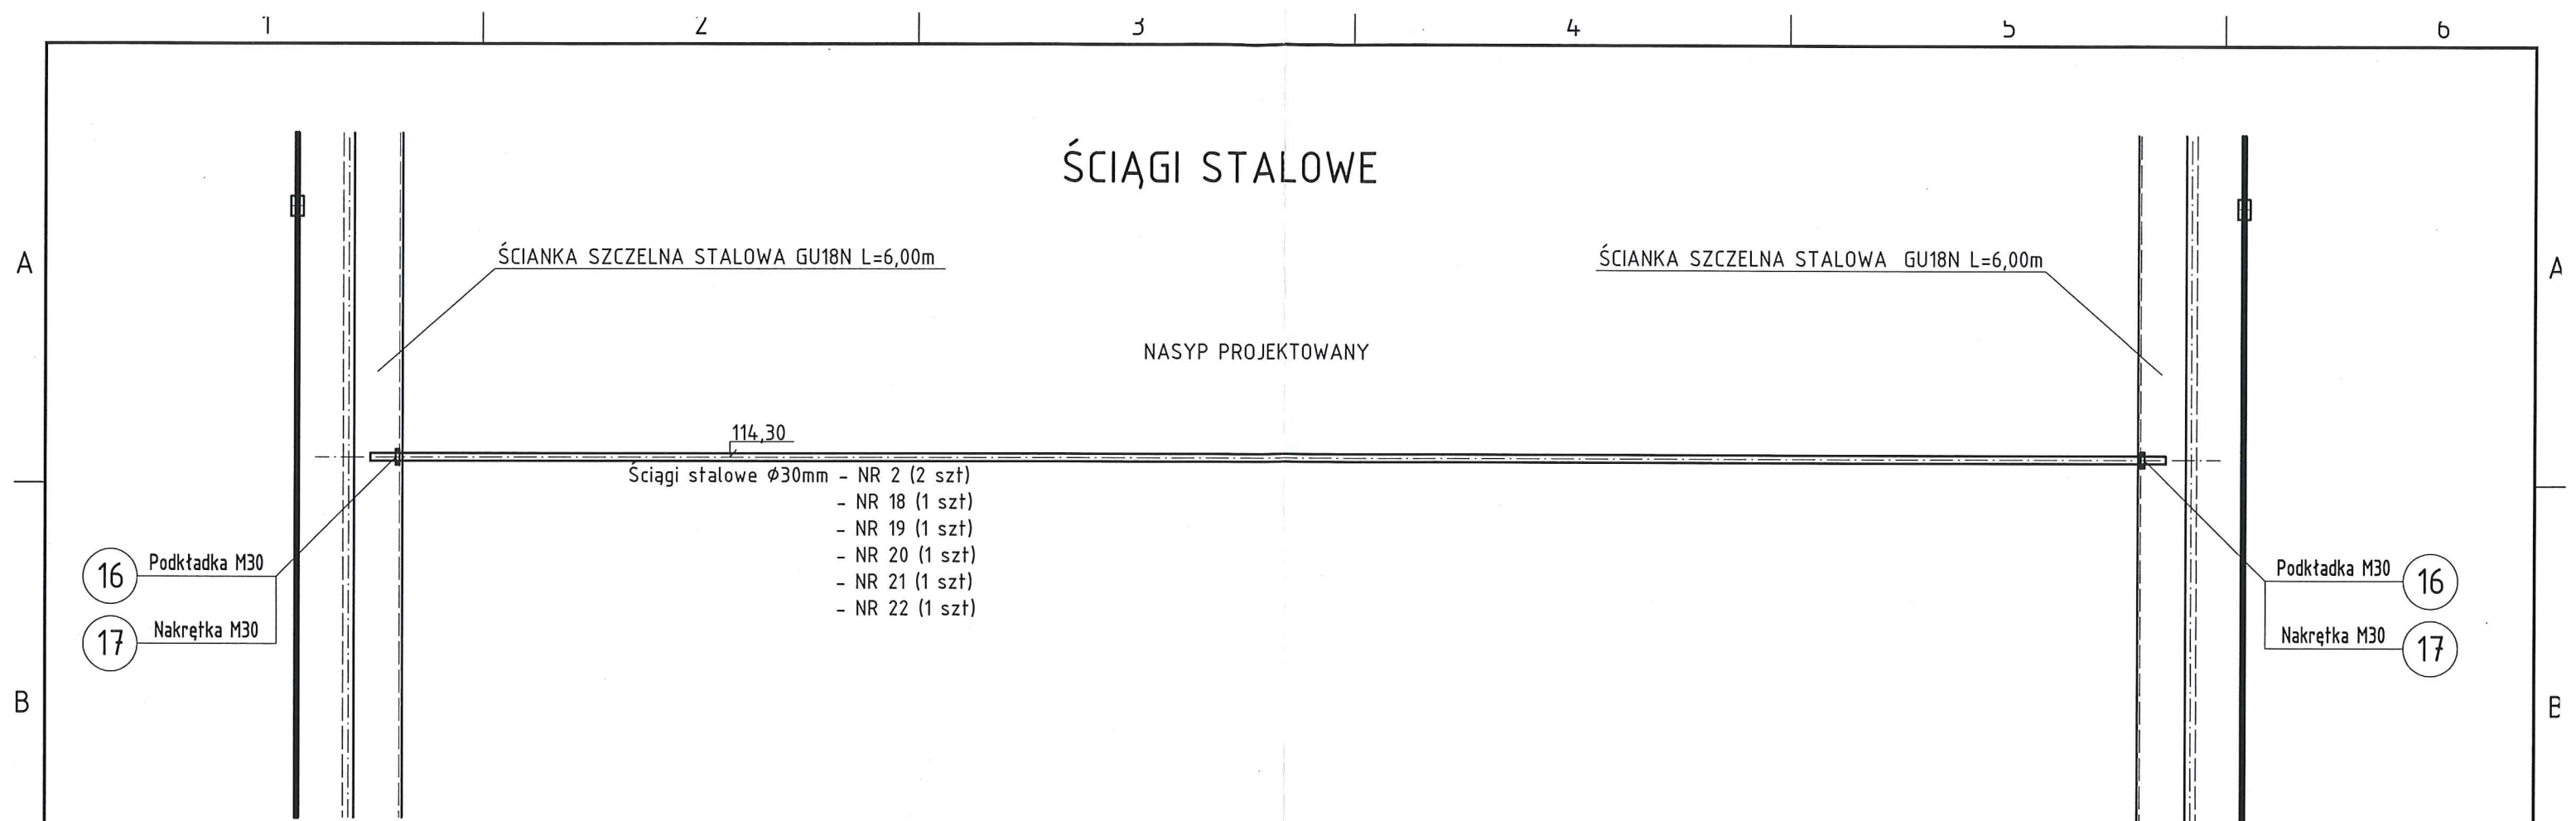 1 2 3 4 5 6
ŚCIĄGI STALOWE
A ŚCIANKA SZCZELNA STALOWA GU18N L=6,00m ŚCIANKA SZCZELNA STALOWA GU18N L=6,00m A
NASYP PROJEKTOWANY
114,30
Ściągi stalowe Ø30mm - NR 2 (2 szt)
- NR 18 (1 szt)
- NR 19 (1 szt)
- NR 20 (1 szt)
- NR 21 (1 szt)
- NR 22 (1 szt)
16 Podkładka M30
17 Nakrętka M30
Podkładka M30 16
Nakrętka M30 17
B B